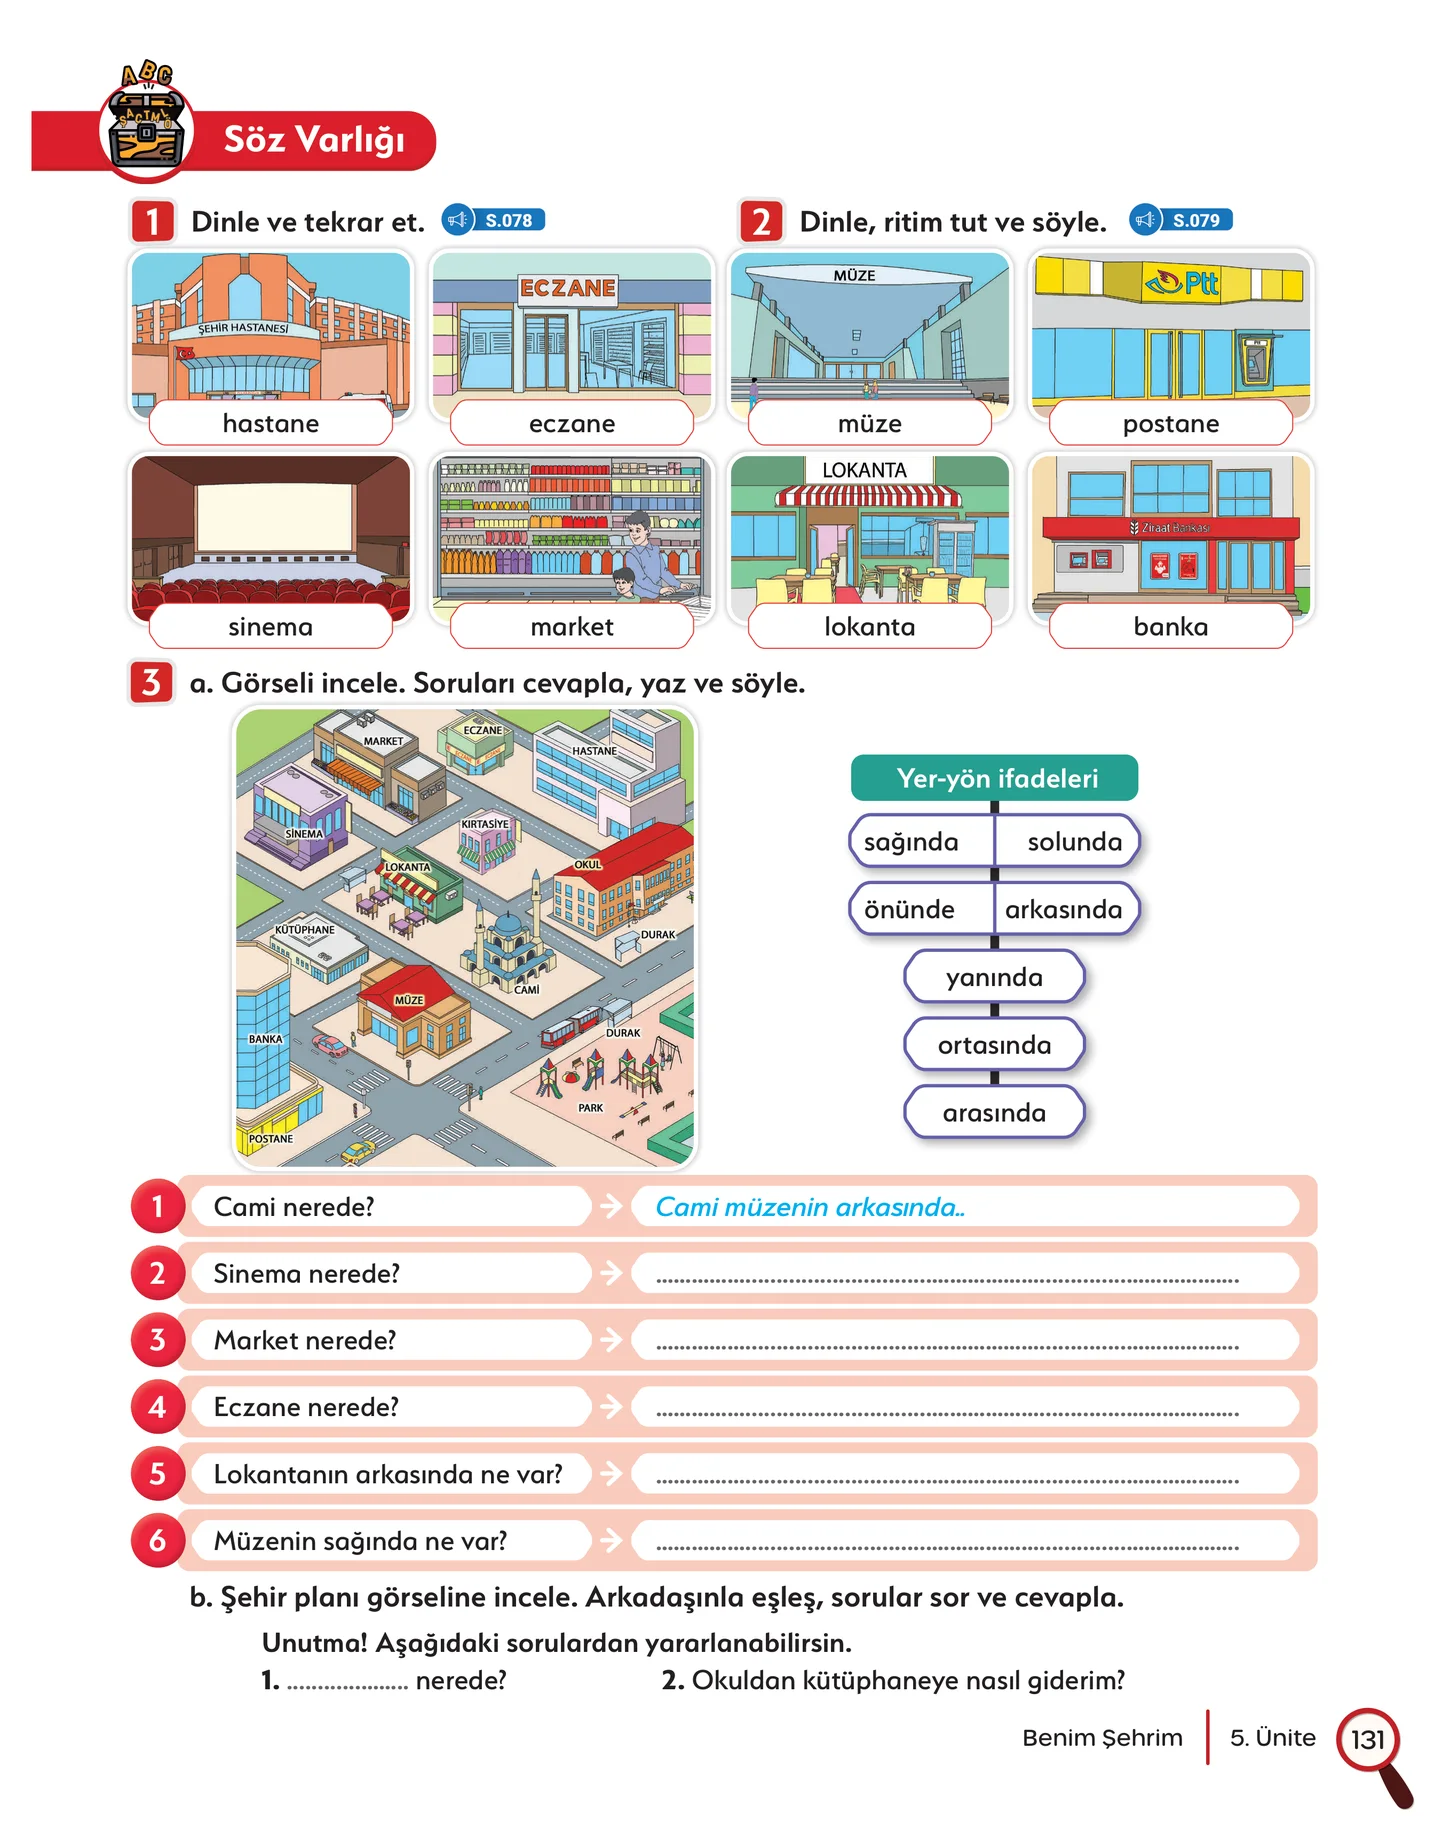 ABC
Söz Varlığı
1 Dinle ve tekrar et. S.078
2 Dinle, ritim tut ve söyle. S.079
ŞEHİR HASTANESİ
hastane
ECZANE
eczane
MÜZE
müze
Ptt
postane
sinema
market
LOKANTA
lokanta
Ziraat Bankası
banka
3 a. Görseli incele. Soruları cevapla, yaz ve söyle.
MARKET
ECZANE
HASTANE
SİNEMA
KIRTASİYE
LOKANTA
OKUL
KÜTÜPHANE
DURAK
CAMİ
MÜZE
BANKA
DURAK
PARK
POSTANE
Yer-yön ifadeleri
sağında solunda
önünde arkasında
yanında
ortasında
arasında
1 Cami nerede? Cami müzenin arkasında..
2 Sinema nerede? ....................
3 Market nerede? ....................
4 Eczane nerede? ....................
5 Lokantanın arkasında ne var? ....................
6 Müzenin sağında ne var? ....................
b. Şehir planı görseline incele. Arkadaşınla eşleş, sorular sor ve cevapla.
Unutma! Aşağıdaki sorulardan yararlanabilirsin.
1. .................... nerede?
2. Okuldan kütüphaneye nasıl giderim?
Benim Şehrim 5. Ünite 131